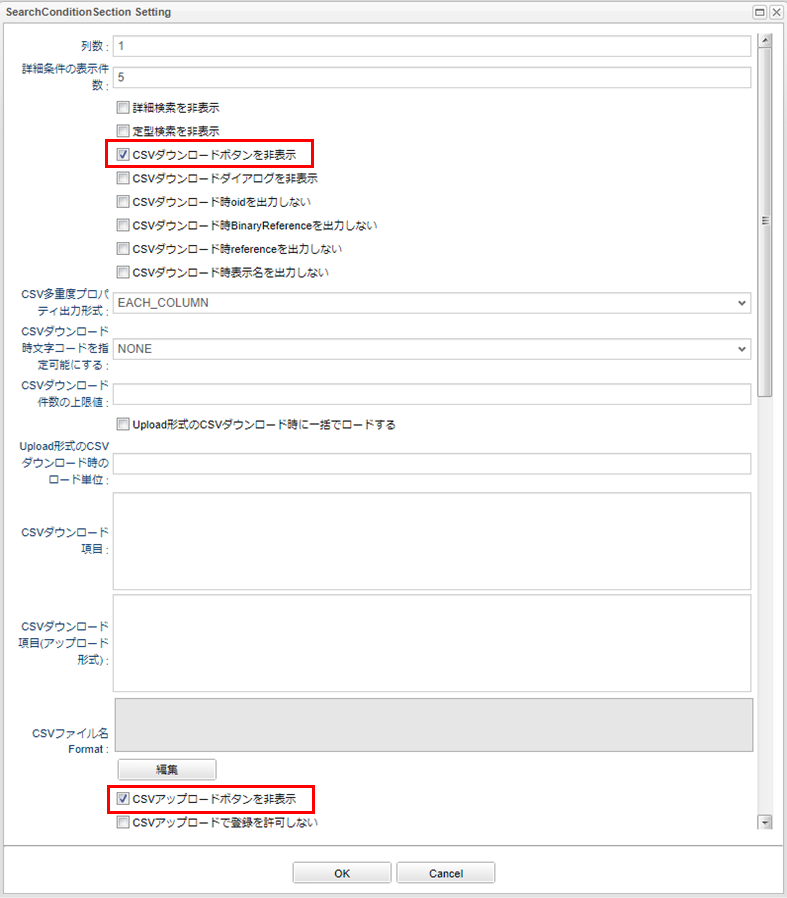 SearchConditionSection Setting
列数 :
1
詳細条件の表示件
数 :
5
詳細検索を非表示
定型検索を非表示
CSVダウンロードボタンを非表示
CSVダウンロードダイアログを非表示
CSVダウンロード時oidを出力しない
CSVダウンロード時BinaryReferenceを出力しない
CSVダウンロード時referenceを出力しない
CSVダウンロード時表示名を出力しない
CSV多重度プロパ
ティ出力形式 :
EACH_COLUMN
CSVダウンロード
時文字コードを指
定可能にする :
NONE
CSVダウンロード
件数の上限値 :
Upload形式のCSVダウンロード時に一括でロードする
Upload形式のCSV
ダウンロード時の
ロード単位 :
CSVダウンロード
項目 :
CSVダウンロード
項目(アップロード
形式) :
CSVファイル名
Format :
編集
CSVアップロードボタンを非表示
CSVアップロードで登録を許可しない
OK
Cancel